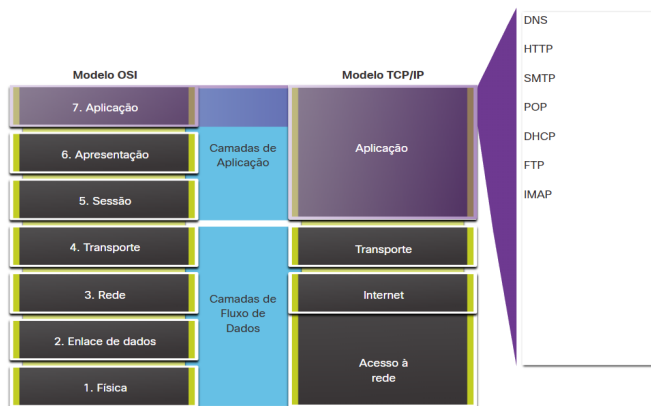 Modelo OSI
7. Aplicação
6. Apresentação
5. Sessão
4. Transporte
3. Rede
2. Enlace de dados
1. Física
Camadas de
Aplicação
Camadas de
Fluxo de
Dados
Modelo TCP/IP
Aplicação
Transporte
Internet
Acesso à
rede
DNS
HTTP
SMTP
POP
DHCP
FTP
IMAP